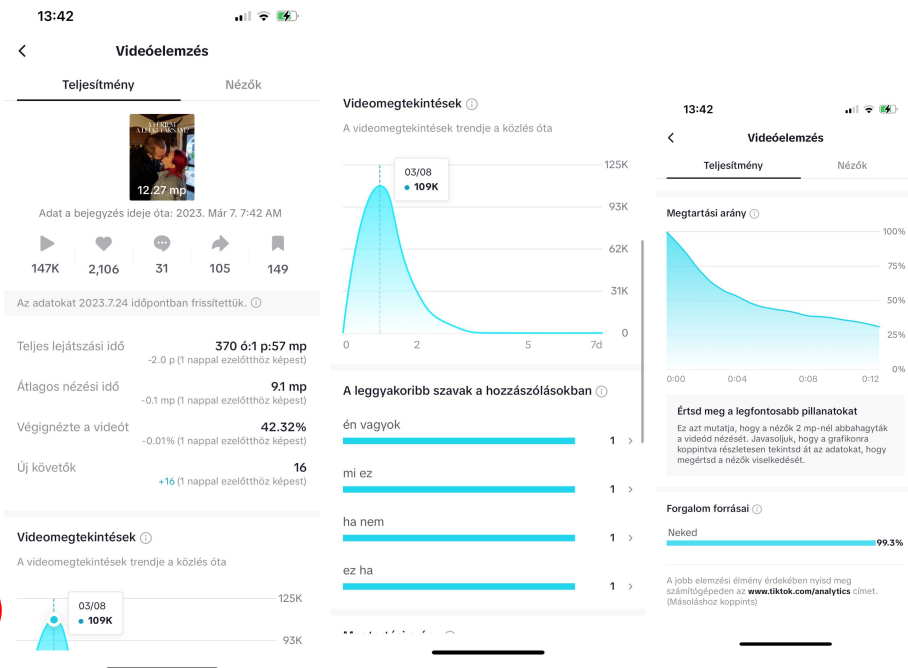 13:42
Videóelemzés
Teljesítmény
Nézők
A FÉRFIM
A LELKI TÁRSAM
12.27 mp
Adat a bejegyzés ideje óta: 2023. Már 7. 7:42 AM
147K
2,106
31
105
149
Az adatokat 2023.7.24 időpontban frissítettük.
Teljes lejátszási idő
370 ó:1 p:57 mp
-2.0 p (1 nappal ezelőtthöz képest)
Átlagos nézési idő
9.1 mp
-0.1 mp (1 nappal ezelőtthöz képest)
Végignézte a videót
42.32%
-0.01% (1 nappal ezelőtthöz képest)
Új követők
16
+16 (1 nappal ezelőtthöz képest)
Videomegtekintések
A videomegtekintések trendje a közlés óta
03/08
109K
125K
93K
Videomegtekintések
A videomegtekintések trendje a közlés óta
03/08
109K
125K
93K
62K
31K
0
0
2
5
7d
A leggyakoribb szavak a hozzászólásokban
én vagyok
1
mi ez
1
ha nem
1
ez ha
1
13:42
Videóelemzés
Teljesítmény
Nézők
Megtartási arány
100%
75%
50%
25%
0%
0:00
0:04
0:08
0:12
Értsd meg a legfontosabb pillanatokat
Ez azt mutatja, hogy a nézők 2 mp-nél abbahagyták
a videód nézését. Javasoljuk, hogy a grafikonra
koppintva részletesen tekintsd át az adatokat, hogy
megértsd a nézők viselkedését.
Forgalom forrásai
Neked
99.3%
A jobb elemzési élmény érdekében nyisd meg
számítógépeden az www.tiktok.com/analytics címet.
(Másoláshoz koppints)